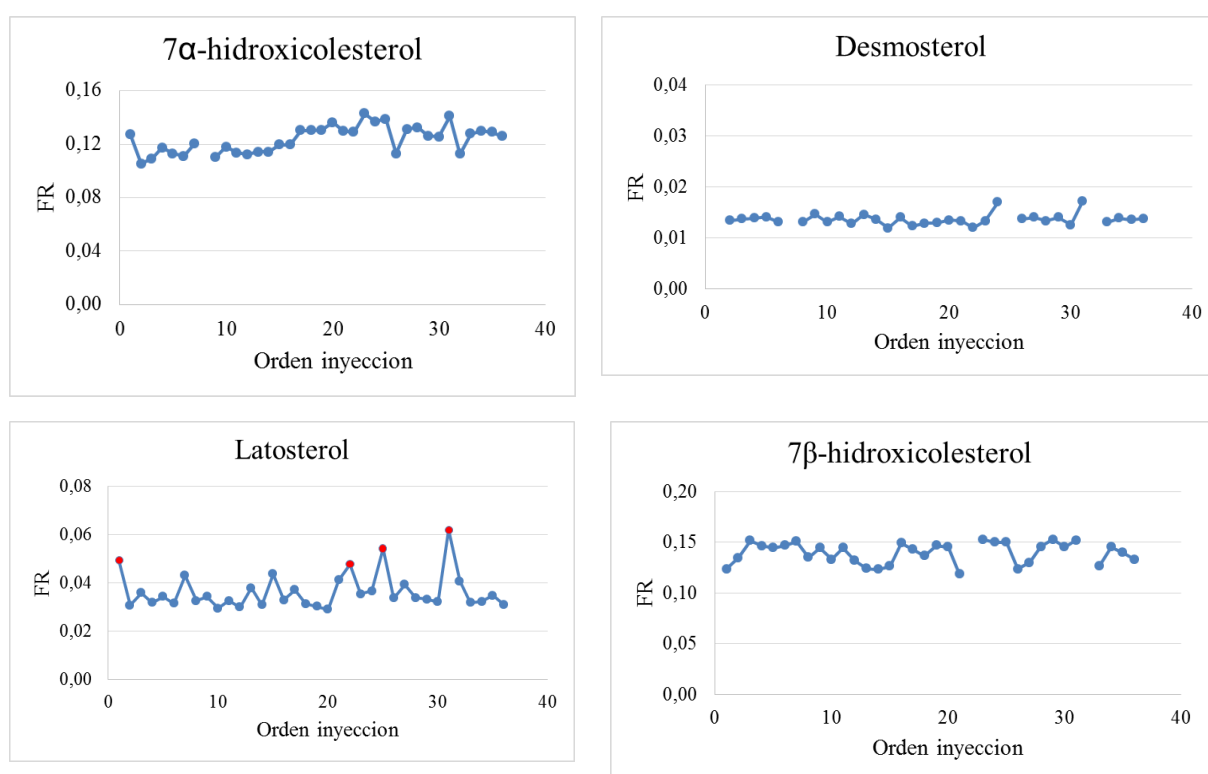 7α-hidroxicolesterol
0,16
0,12
0,08
0,04
0,00
FR
0 10 20 30 40
Orden inyeccion
Desmosterol
0,04
0,03
0,02
0,01
0,00
FR
0 10 20 30 40
Orden inyeccion
Latosterol
0,08
0,06
0,04
0,02
0,00
FR
0 10 20 30 40
Orden inyeccion
7β-hidroxicolesterol
0,20
0,15
0,10
0,05
0,00
FR
0 10 20 30 40
Orden inyeccion